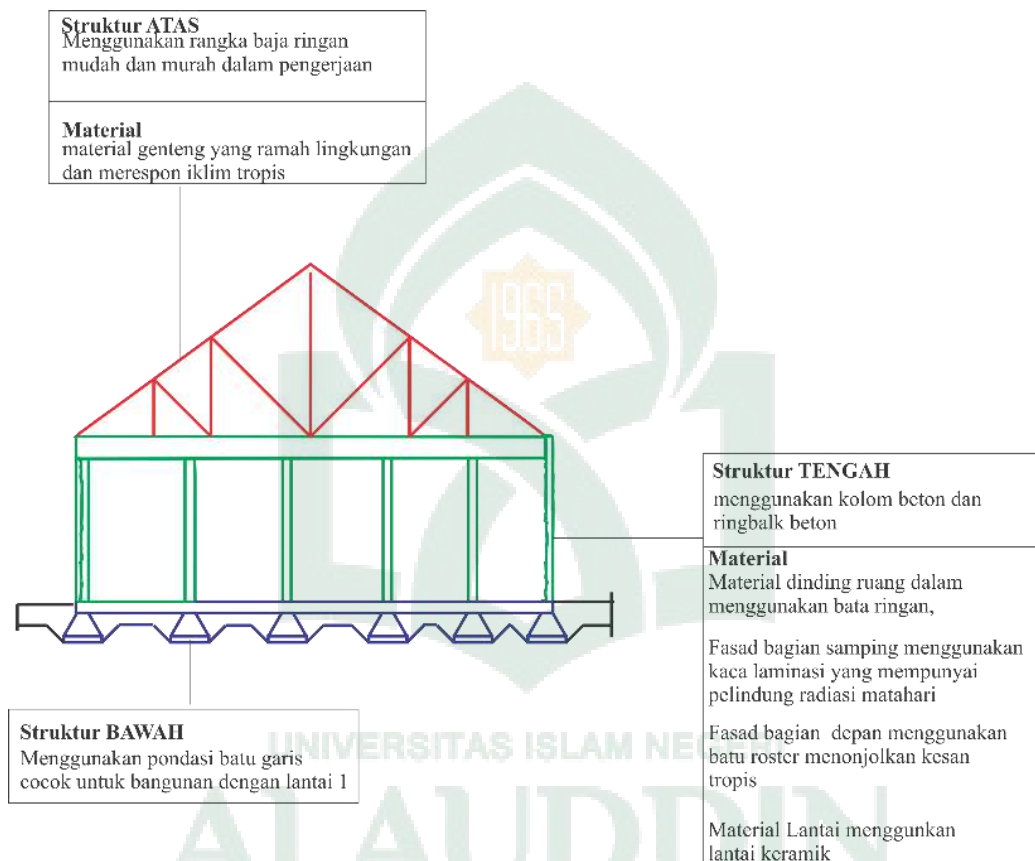 Struktur ATAS
Menggunakan rangka baja ringan
mudah dan murah dalam pengerjaan
Material
material genteng yang ramah lingkungan
dan merespon iklim tropis
1965
Struktur TENGAH
menggunakan kolom beton dan
ringbalk beton
Material
Material dinding ruang dalam
menggunakan bata ringan,
Fasad bagian samping menggunakan
kaca laminasi yang mempunyai
pelindung radiasi matahari
Fasad bagian depan menggunakan
batu roster menonjolkan kesan
tropis
Material Lantai menggunkan
lantai keramik
Struktur BAWAH
Menggunakan pondasi batu garis
cocok untuk bangunan dengan lantai 1
UNIVERSITAS ISLAM NEGERI
ALAUDDIN